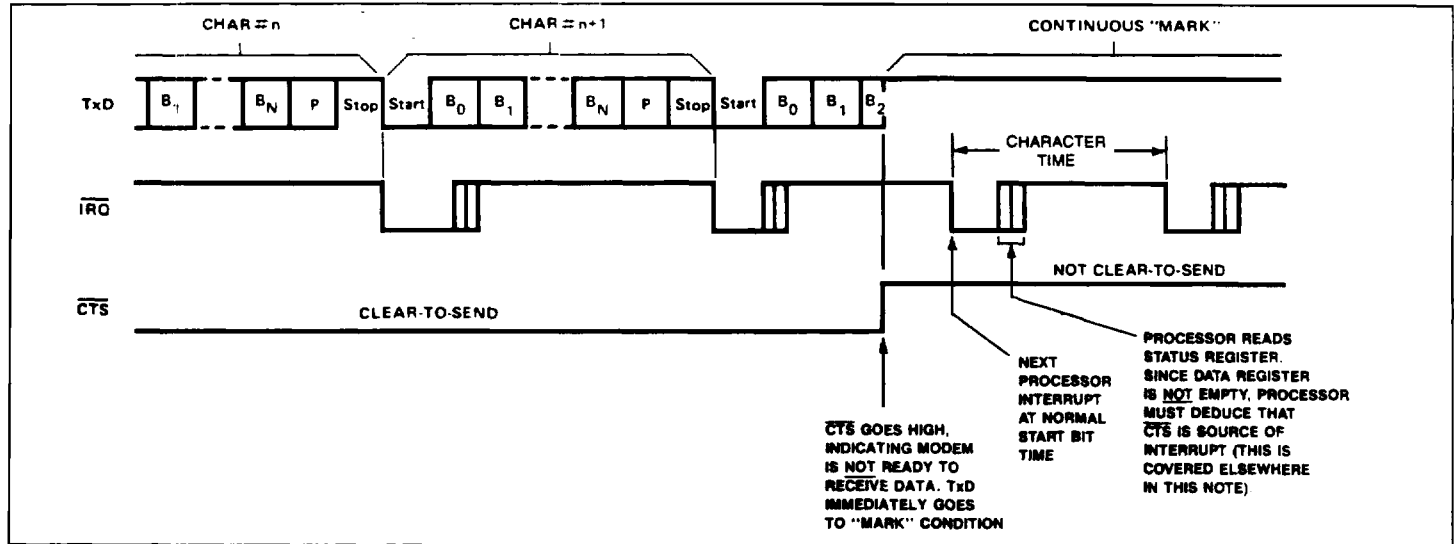 CHAR # n
CHAR # n+1
CONTINUOUS "MARK"
TxD
B1
BN
P
Stop
Start
B0
B1
BN
P
Stop
Start
B0
B1
B2
CHARACTER
TIME
IRQ
NOT CLEAR-TO-SEND
CTS
CLEAR-TO-SEND
CTS GOES HIGH,
INDICATING MODEM
IS NOT READY TO
RECEIVE DATA. TxD
IMMEDIATELY GOES
TO "MARK" CONDITION
NEXT
PROCESSOR
INTERRUPT
AT NORMAL
START BIT
TIME
PROCESSOR READS
STATUS REGISTER.
SINCE DATA REGISTER
IS NOT EMPTY, PROCESSOR
MUST DEDUCE THAT
CTS IS SOURCE OF
INTERRUPT (THIS IS
COVERED ELSEWHERE
IN THIS NOTE)